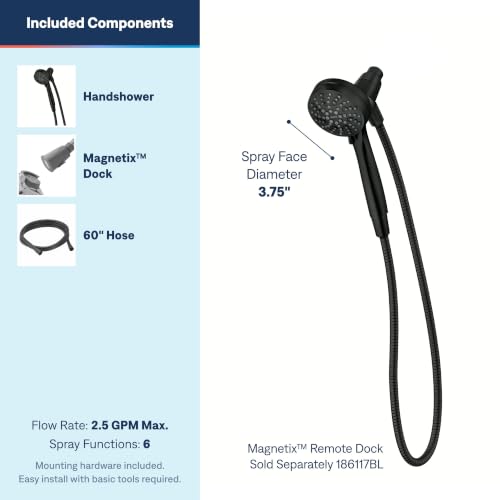 Included Components
Handshower
Magnetix™
Dock
60" Hose
Flow Rate: 2.5 GPM Max.
Spray Functions: 6
Mounting hardware included.
Easy install with basic tools required.
Spray Face
Diameter
3.75"
Magnetix™ Remote Dock
Sold Separately 186117BL